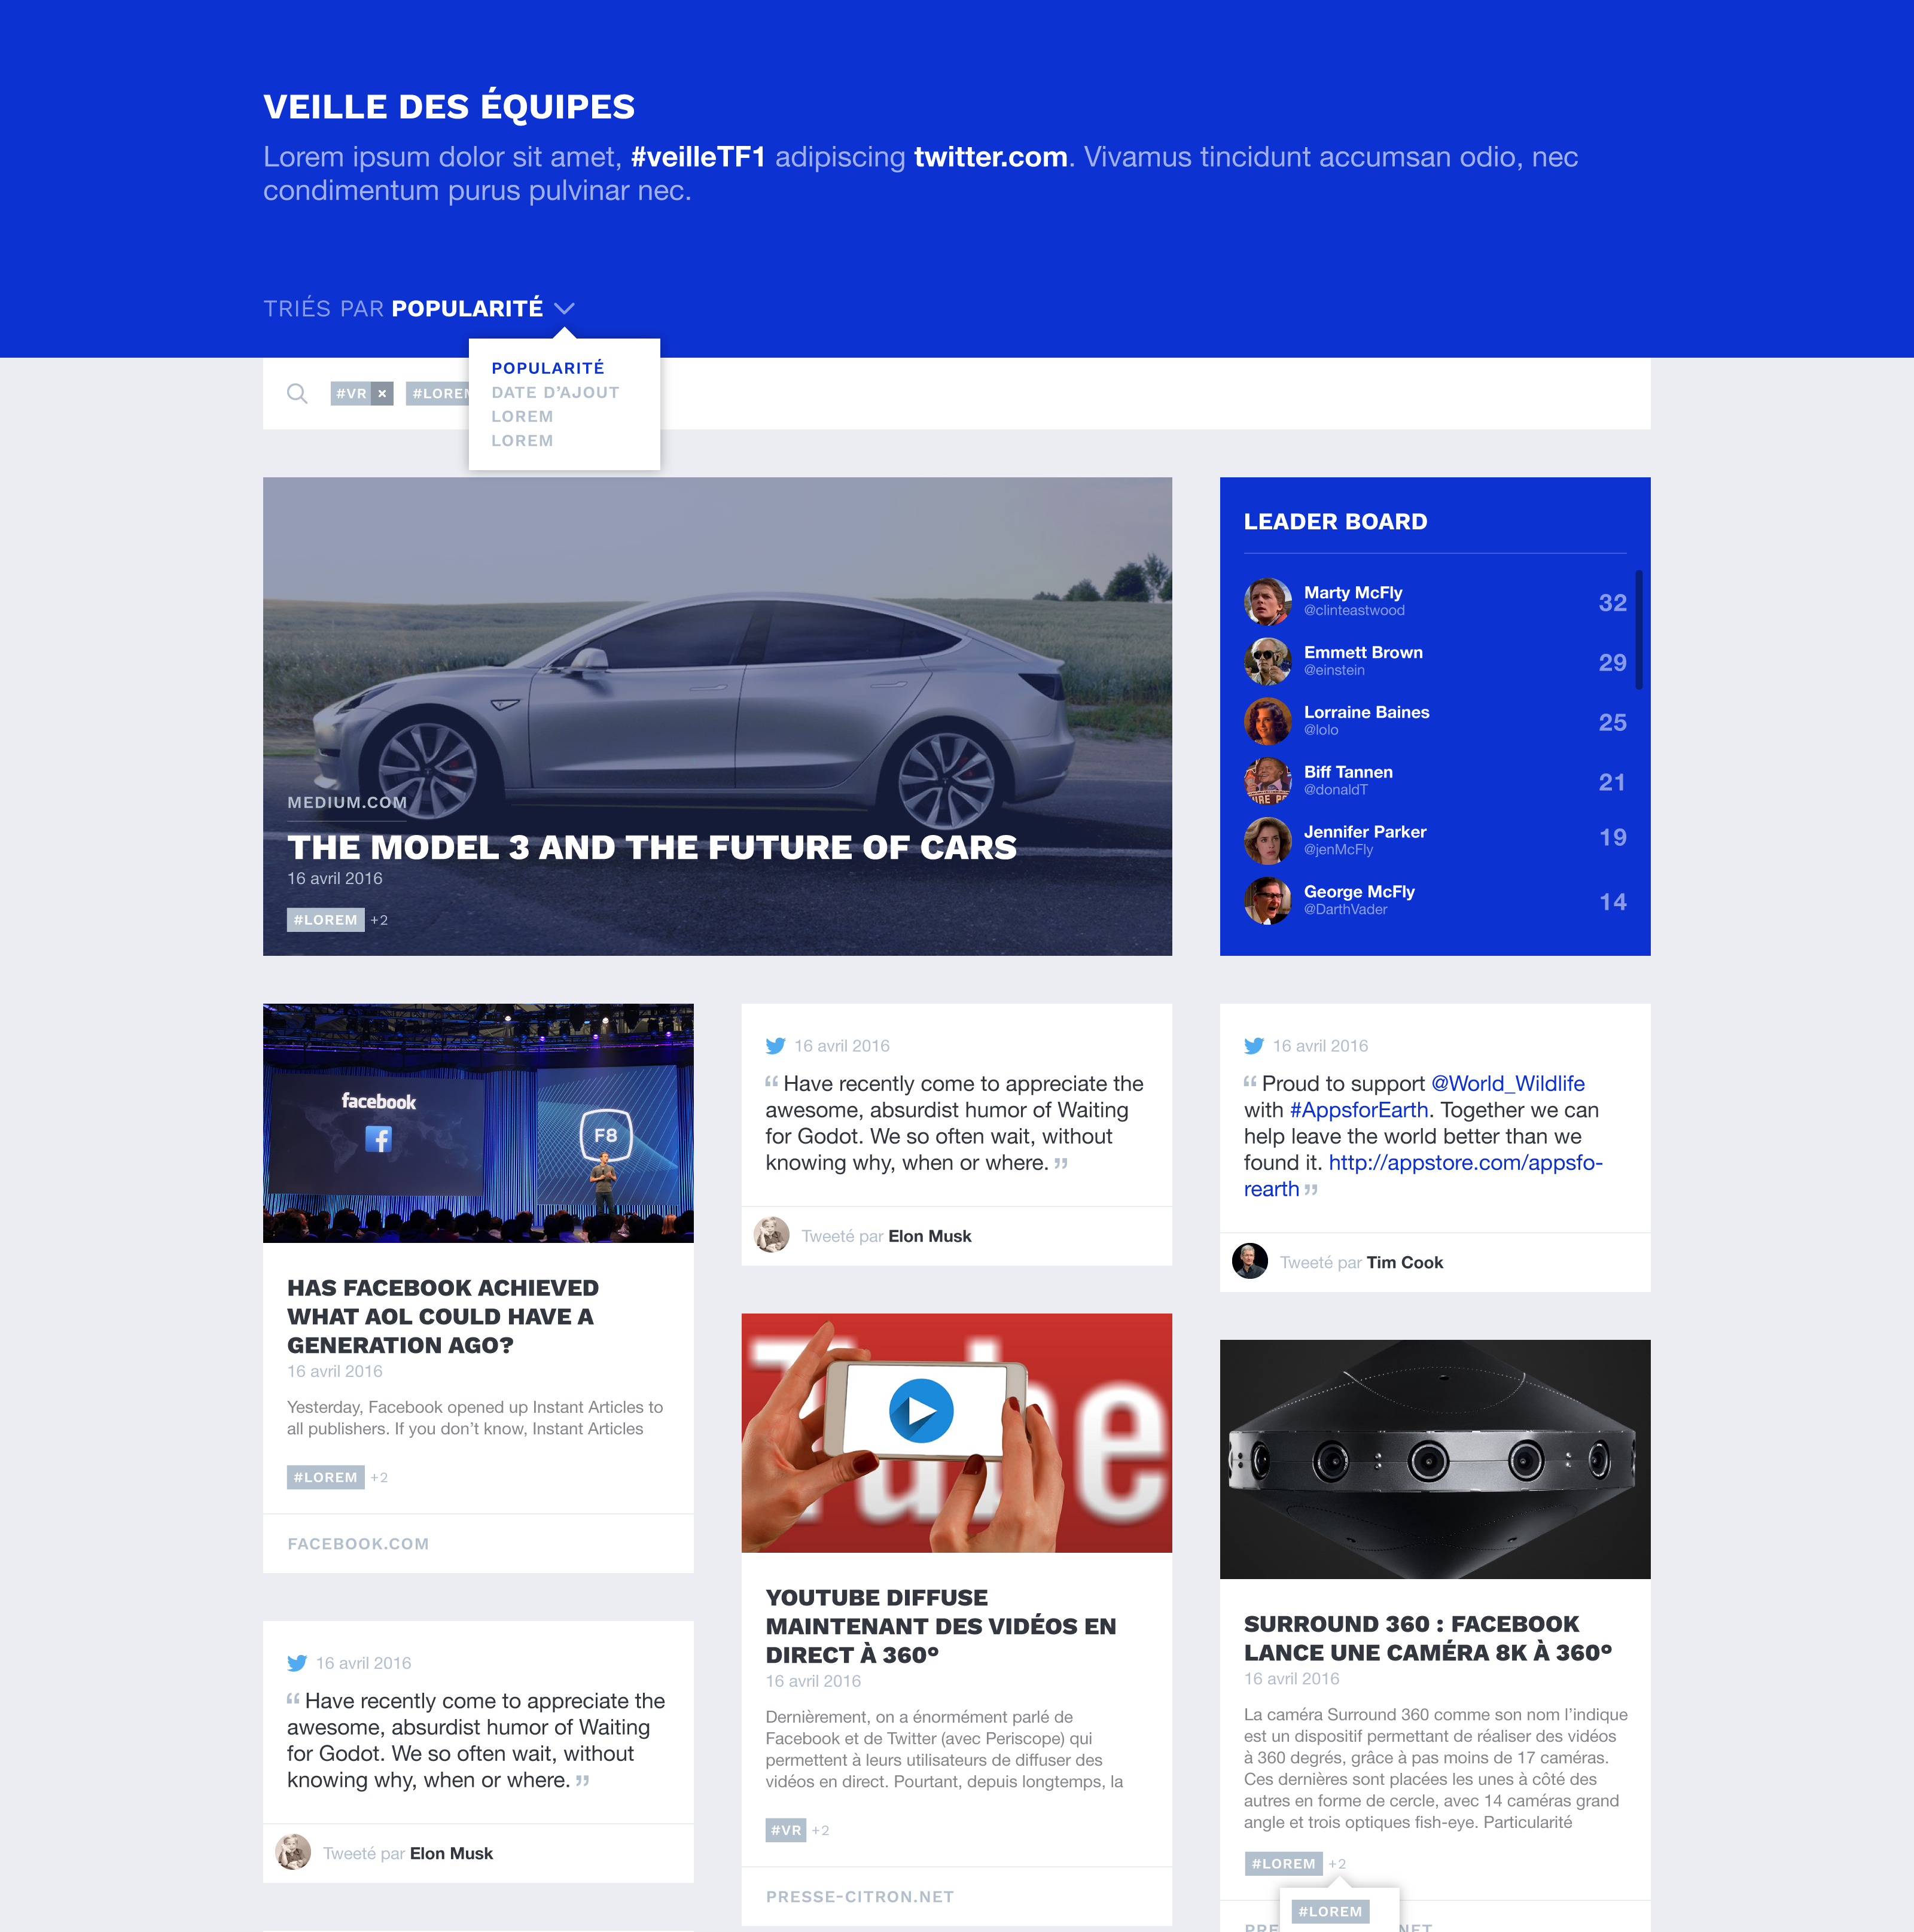 VEILLE DES ÉQUIPES
Lorem ipsum dolor sit amet, #veilleTF1 adipiscing twitter.com. Vivamus tincidunt accumsan odio, nec
condimentum purus pulvinar nec.
TRIÉS PAR POPULARITÉ
POPULARITÉ
DATE D’AJOUT
LOREM
LOREM
#VR ×
MEDIUM.COM
THE MODEL 3 AND THE FUTURE OF CARS
16 avril 2016
#LOREM +2
LEADER BOARD
Marty McFly
@clinteastwood
32
Emmett Brown
@einstein
29
Lorraine Baines
@lolo
25
Biff Tannen
@donaldT
21
Jennifer Parker
@jenMcFly
19
George McFly
@DarthVader
14
facebook
F8
HAS FACEBOOK ACHIEVED
WHAT AOL COULD HAVE A
GENERATION AGO?
16 avril 2016
Yesterday, Facebook opened up Instant Articles to
all publishers. If you don’t know, Instant Articles
#LOREM +2
FACEBOOK.COM
16 avril 2016
“ Have recently come to appreciate the
awesome, absurdist humor of Waiting
for Godot. We so often wait, without
knowing why, when or where. ”
Tweeté par Elon Musk
16 avril 2016
“ Have recently come to appreciate the
awesome, absurdist humor of Waiting
for Godot. We so often wait, without
knowing why, when or where. ”
Tweeté par Elon Musk
Tube
YOUTUBE DIFFUSE
MAINTENANT DES VIDÉOS EN
DIRECT À 360°
16 avril 2016
Dernièrement, on a énormément parlé de
Facebook et de Twitter (avec Periscope) qui
permettent à leurs utilisateurs de diffuser des
vidéos en direct. Pourtant, depuis longtemps, la
#VR +2
PRESSE-CITRON.NET
16 avril 2016
“ Proud to support @World_Wildlife
with #AppsforEarth. Together we can
help leave the world better than we
found it. http://appstore.com/appsfo-
rearth ”
Tweeté par Tim Cook
SURROUND 360 : FACEBOOK
LANCE UNE CAMÉRA 8K À 360°
16 avril 2016
La caméra Surround 360 comme son nom l’indique
est un dispositif permettant de réaliser des vidéos
à 360 degrés, grâce à pas moins de 17 caméras.
Ces dernières sont placées les unes à côté des
autres en forme de cercle, avec 14 caméras grand
angle et trois optiques fish-eye. Particularité
#LOREM +2
#LOREM